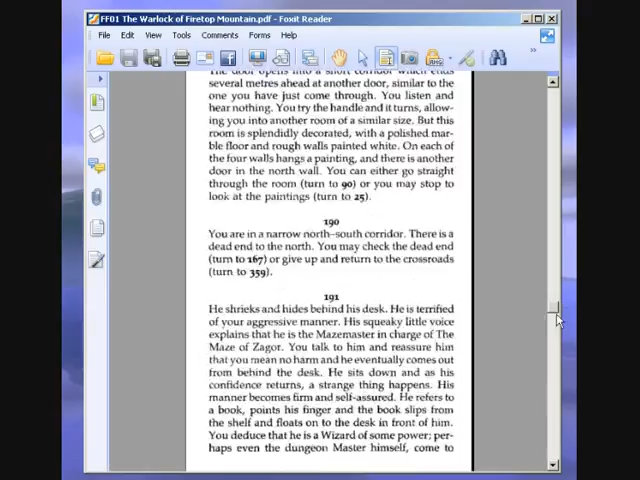 FF01 The Warlock of Firetop Mountain.pdf - Foxit Reader
File Edit View Tools Comments Forms Help
The door opens into a short corridor which ends
several metres ahead at another door, similar to the
one you have just come through. You listen and
hear nothing. You try the handle and it turns, allow-
ing you into another room of a similar size. But this
room is splendidly decorated, with a polished mar-
ble floor and rough walls painted white. On each of
the four walls hangs a painting, and there is another
door in the north wall. You can either go straight
through the room (turn to 90) or you may stop to
look at the paintings (turn to 25).
190
You are in a narrow north–south corridor. There is a
dead end to the north. You may check the dead end
(turn to 167) or give up and return to the crossroads
(turn to 359).
191
He shrieks and hides behind his desk. He is terrified
of your aggressive manner. His squeaky little voice
explains that he is the Mazemaster in charge of The
Maze of Zagor. You talk to him and reassure him
that you mean no harm and he eventually comes out
from behind the desk. He sits down and as his
confidence returns, a strange thing happens. His
manner becomes firm and self-assured. He refers to
a book, points his finger and the book slips from
the shelf and floats on to the desk in front of him.
You deduce that he is a Wizard of some power; per-
haps even the dungeon Master himself, come to